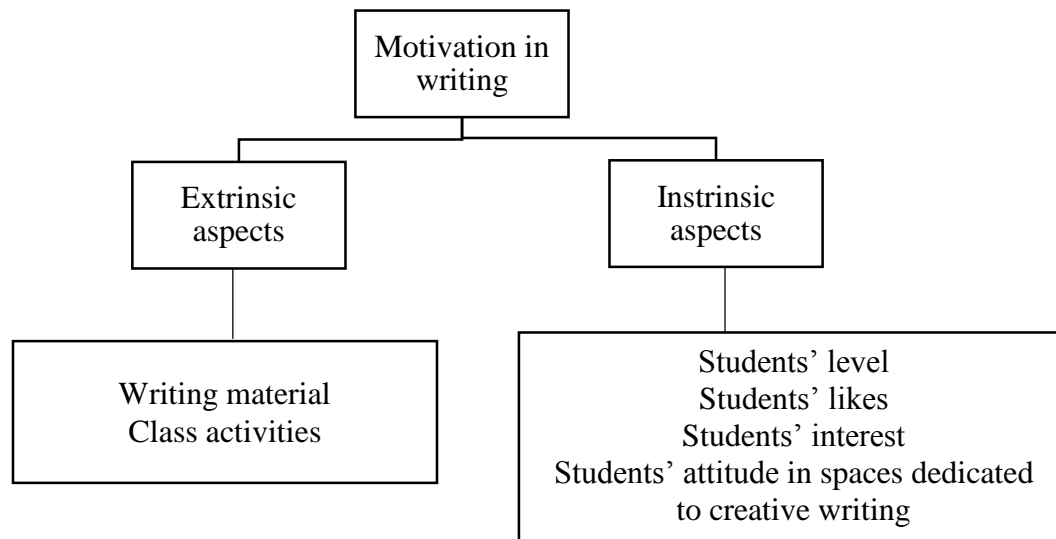 Motivation in
writing
Extrinsic
aspects
Instrinsic
aspects
Writing material
Class activities
Students’ level
Students’ likes
Students’ interest
Students’ attitude in spaces dedicated
to creative writing